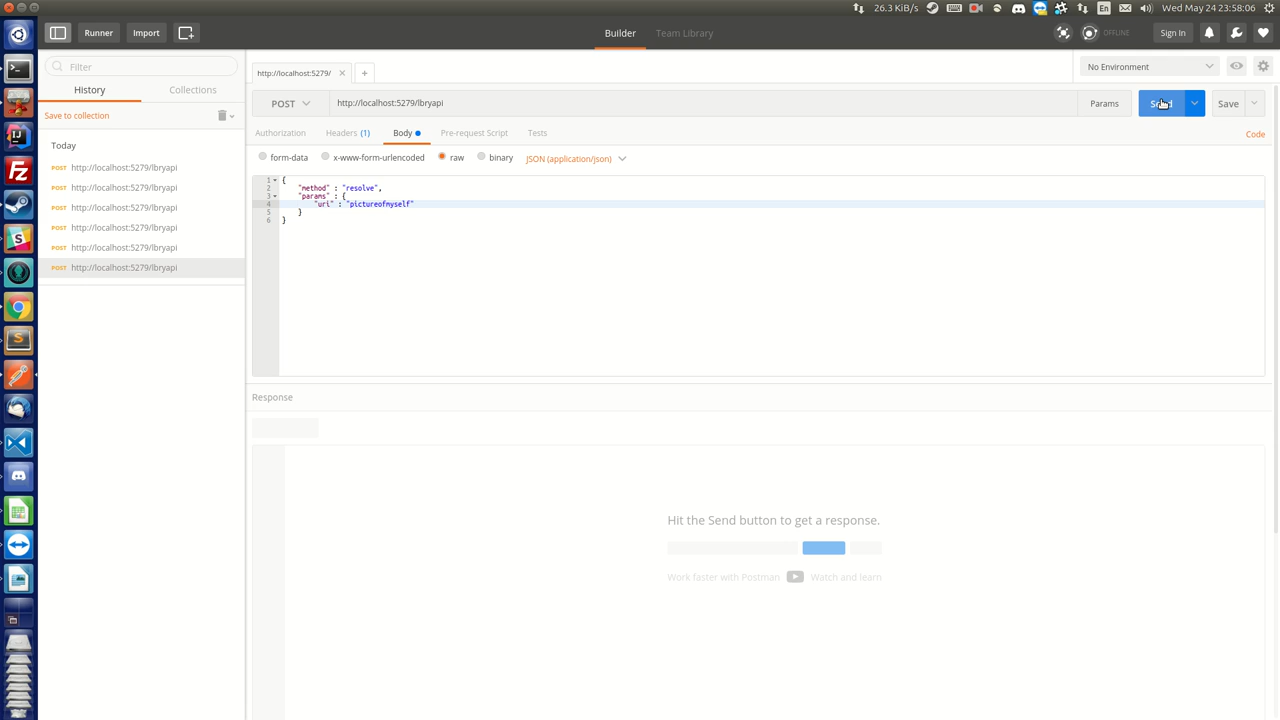 26.3 KiB/s
Wed May 24 23:58:06
Runner
Import
Builder
Team Library
OFFLINE
Sign In
Filter
History
Collections
Save to collection
Today
POST http://localhost:5279/lbryapi
POST http://localhost:5279/lbryapi
POST http://localhost:5279/lbryapi
POST http://localhost:5279/lbryapi
POST http://localhost:5279/lbryapi
POST http://localhost:5279/lbryapi
http://localhost:5279/
No Environment
POST
http://localhost:5279/lbryapi
Params
Send
Save
Authorization
Headers (1)
Body
Pre-request Script
Tests
Code
form-data
x-www-form-urlencoded
raw
binary
JSON (application/json)
1 {
2 "method" : "resolve",
3 "params" : {
4 "uri" : "pictureofmyself"
5 }
6 }
Response
Hit the Send button to get a response.
Work faster with Postman
Watch and learn